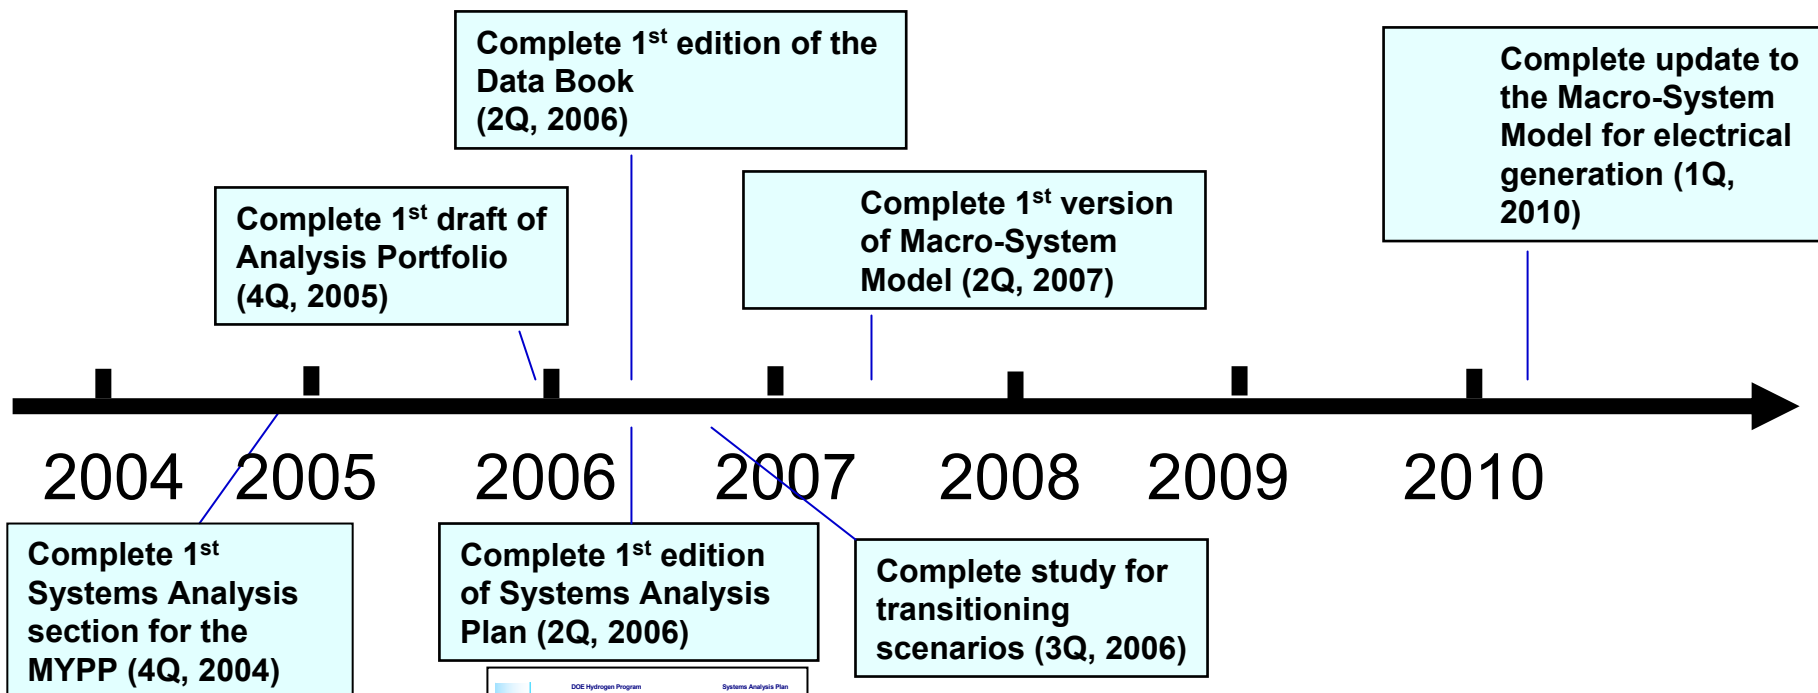 Complete 1st edition of the
Data Book
(2Q, 2006)
Complete update to
the Macro-System
Model for electrical
generation (1Q,
2010)
Complete 1st draft of
Analysis Portfolio
(4Q, 2005)
Complete 1st version
of Macro-System
Model (2Q, 2007)
2004 2005 2006 2007 2008 2009 2010
Complete 1st
Systems Analysis
section for the
MYPP (4Q, 2004)
Complete 1st edition
of Systems Analysis
Plan (2Q, 2006)
Complete study for
transitioning
scenarios (3Q, 2006)
DOE Hydrogen Program Systems Analysis Plan